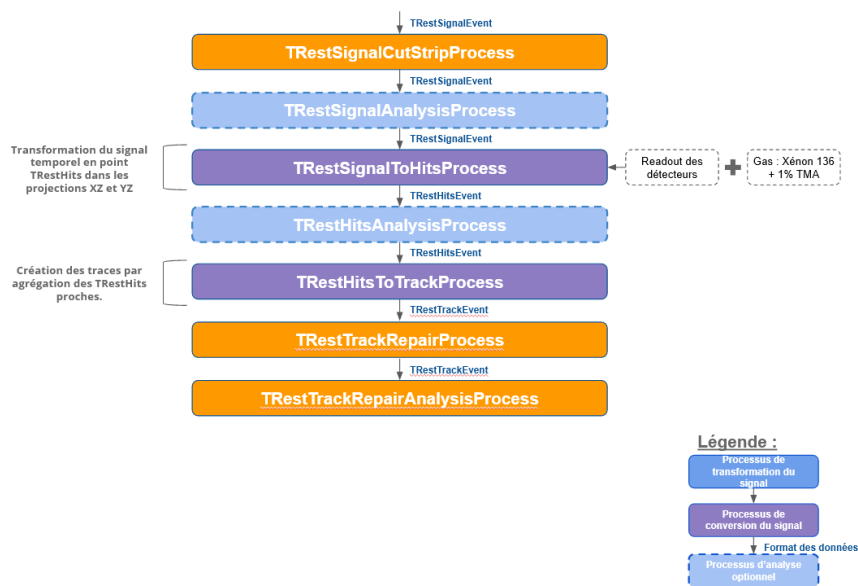 TRestSignalEvent
TRestSignalCutStripProcess
TRestSignalEvent
TRestSignalAnalysisProcess
TRestSignalEvent
Transformation du signal
temporel en point
TRestHits dans les
projections XZ et YZ
TRestSignalToHitsProcess
Readout des
détecteurs
Gas : Xénon 136
+ 1% TMA
TRestHitsEvent
TRestHitsAnalysisProcess
TRestHitsEvent
Création des traces par
agrégation des TRestHits
proches.
TRestHitsToTrackProcess
TRestTrackEvent
TRestTrackRepairProcess
TRestTrackEvent
TRestTrackRepairAnalysisProcess
Légende :
Processus de
transformation du
signal
Processus de
conversion du signal
Format des données
Processus d'analyse
optionnel